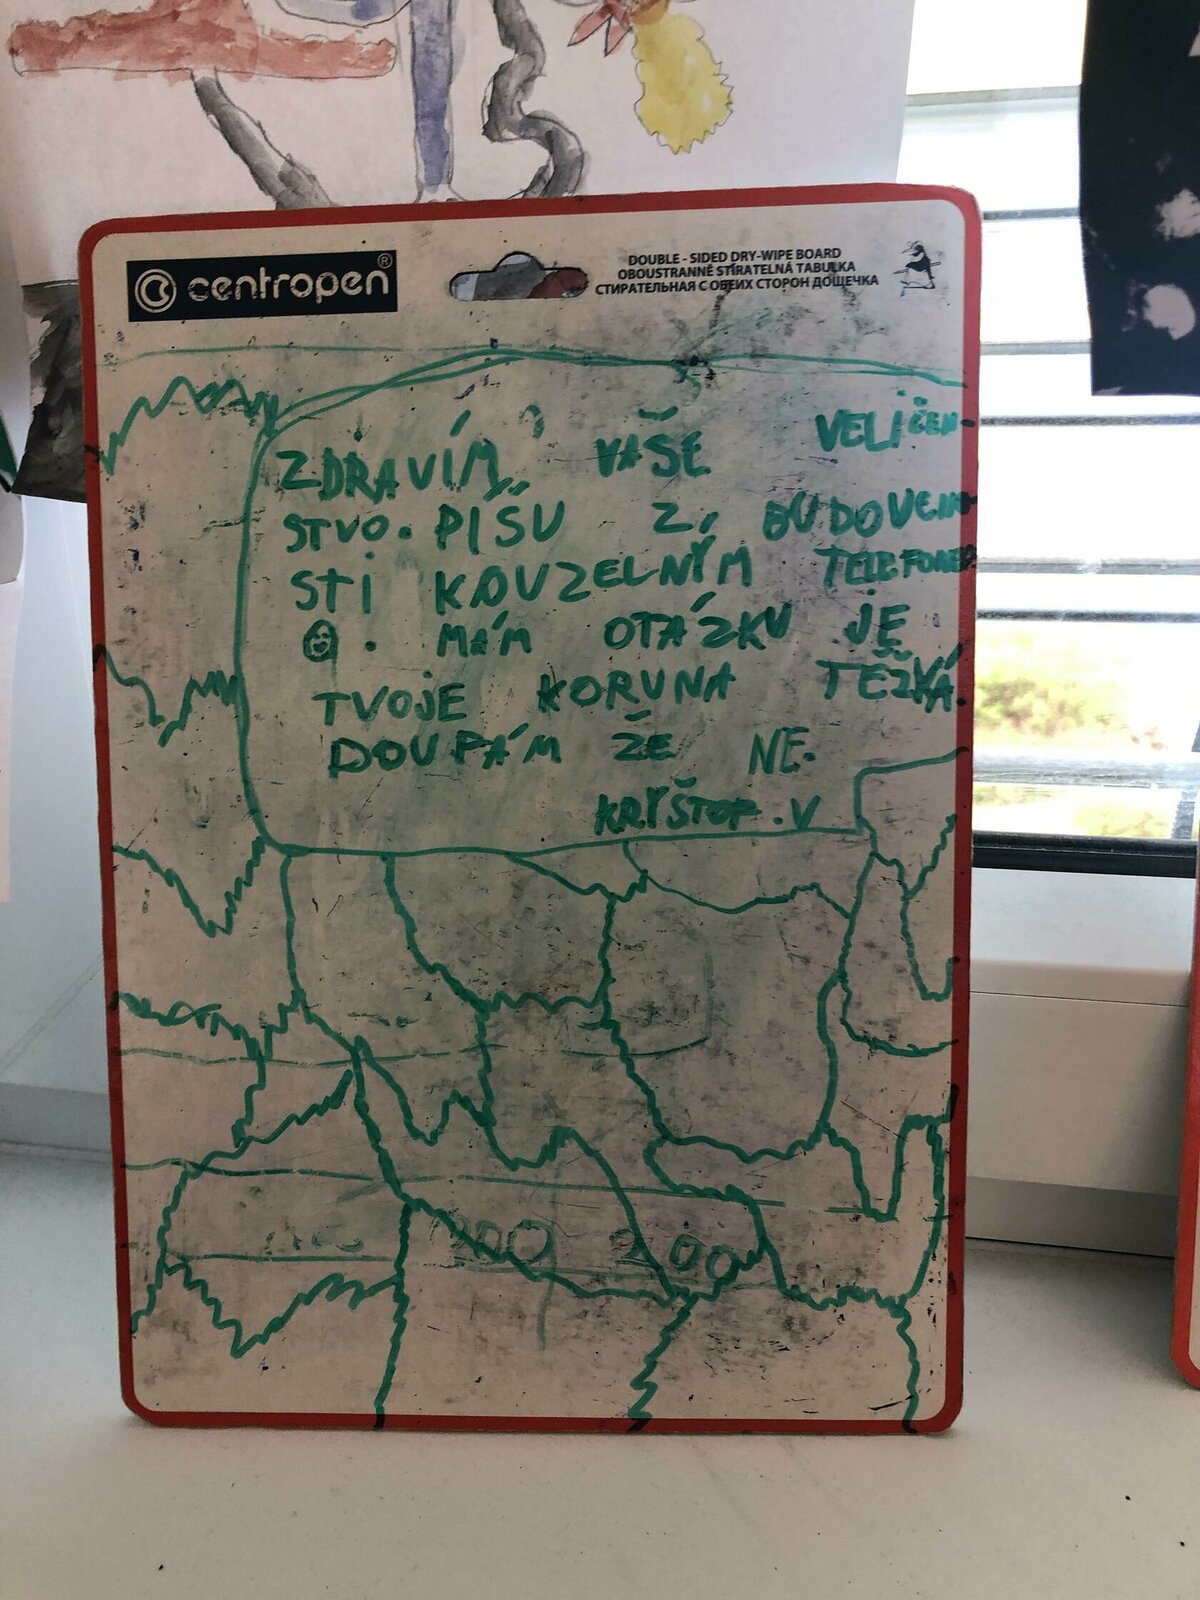 centropen®
DOUBLE - SIDED DRY-WIPE BOARD
OBOUSTRANNĚ STÍRATELNÁ TABULKA
СТИРАТЕЛЬНАЯ С ОБЕИХ СТОРОН ДОЩЕЧКА
ZDRAVÍM, VAŠE VELIČEN-
STVO. PÍŠU Z, BUDOVCNO
STI KOUZELNÝM TELEFONE
. MÁM OTÁZKU JE
TVOJE KORUNA TĚŽKÁ.
DOUFÁM ŽE NE.
KRYŠTOF.V